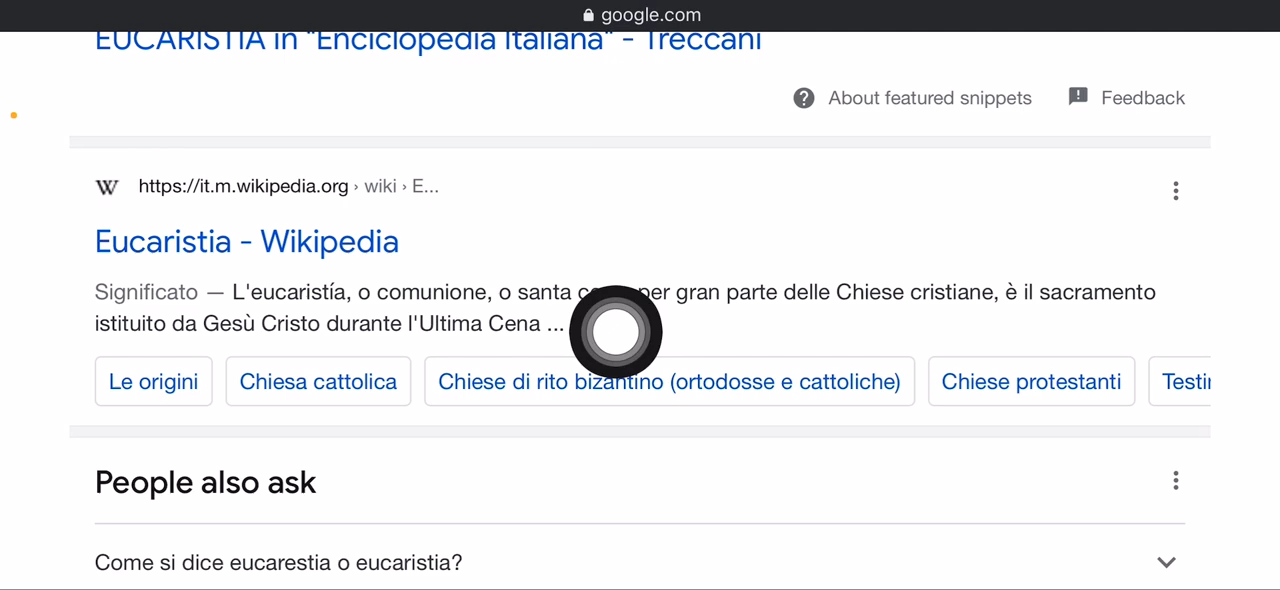 google.com
EUCARISTIA in "Enciclopedia Italiana" - Treccani
About featured snippets Feedback
https://it.m.wikipedia.org › wiki › E...
Eucaristia - Wikipedia
Significato — L'eucaristía, o comunione, o santa per gran parte delle Chiese cristiane, è il sacramento
istituito da Gesù Cristo durante l'Ultima Cena ...
Le origini Chiesa cattolica Chiese di rito bizantino (ortodosse e cattoliche) Chiese protestanti
People also ask
Come si dice eucarestia o eucaristia?